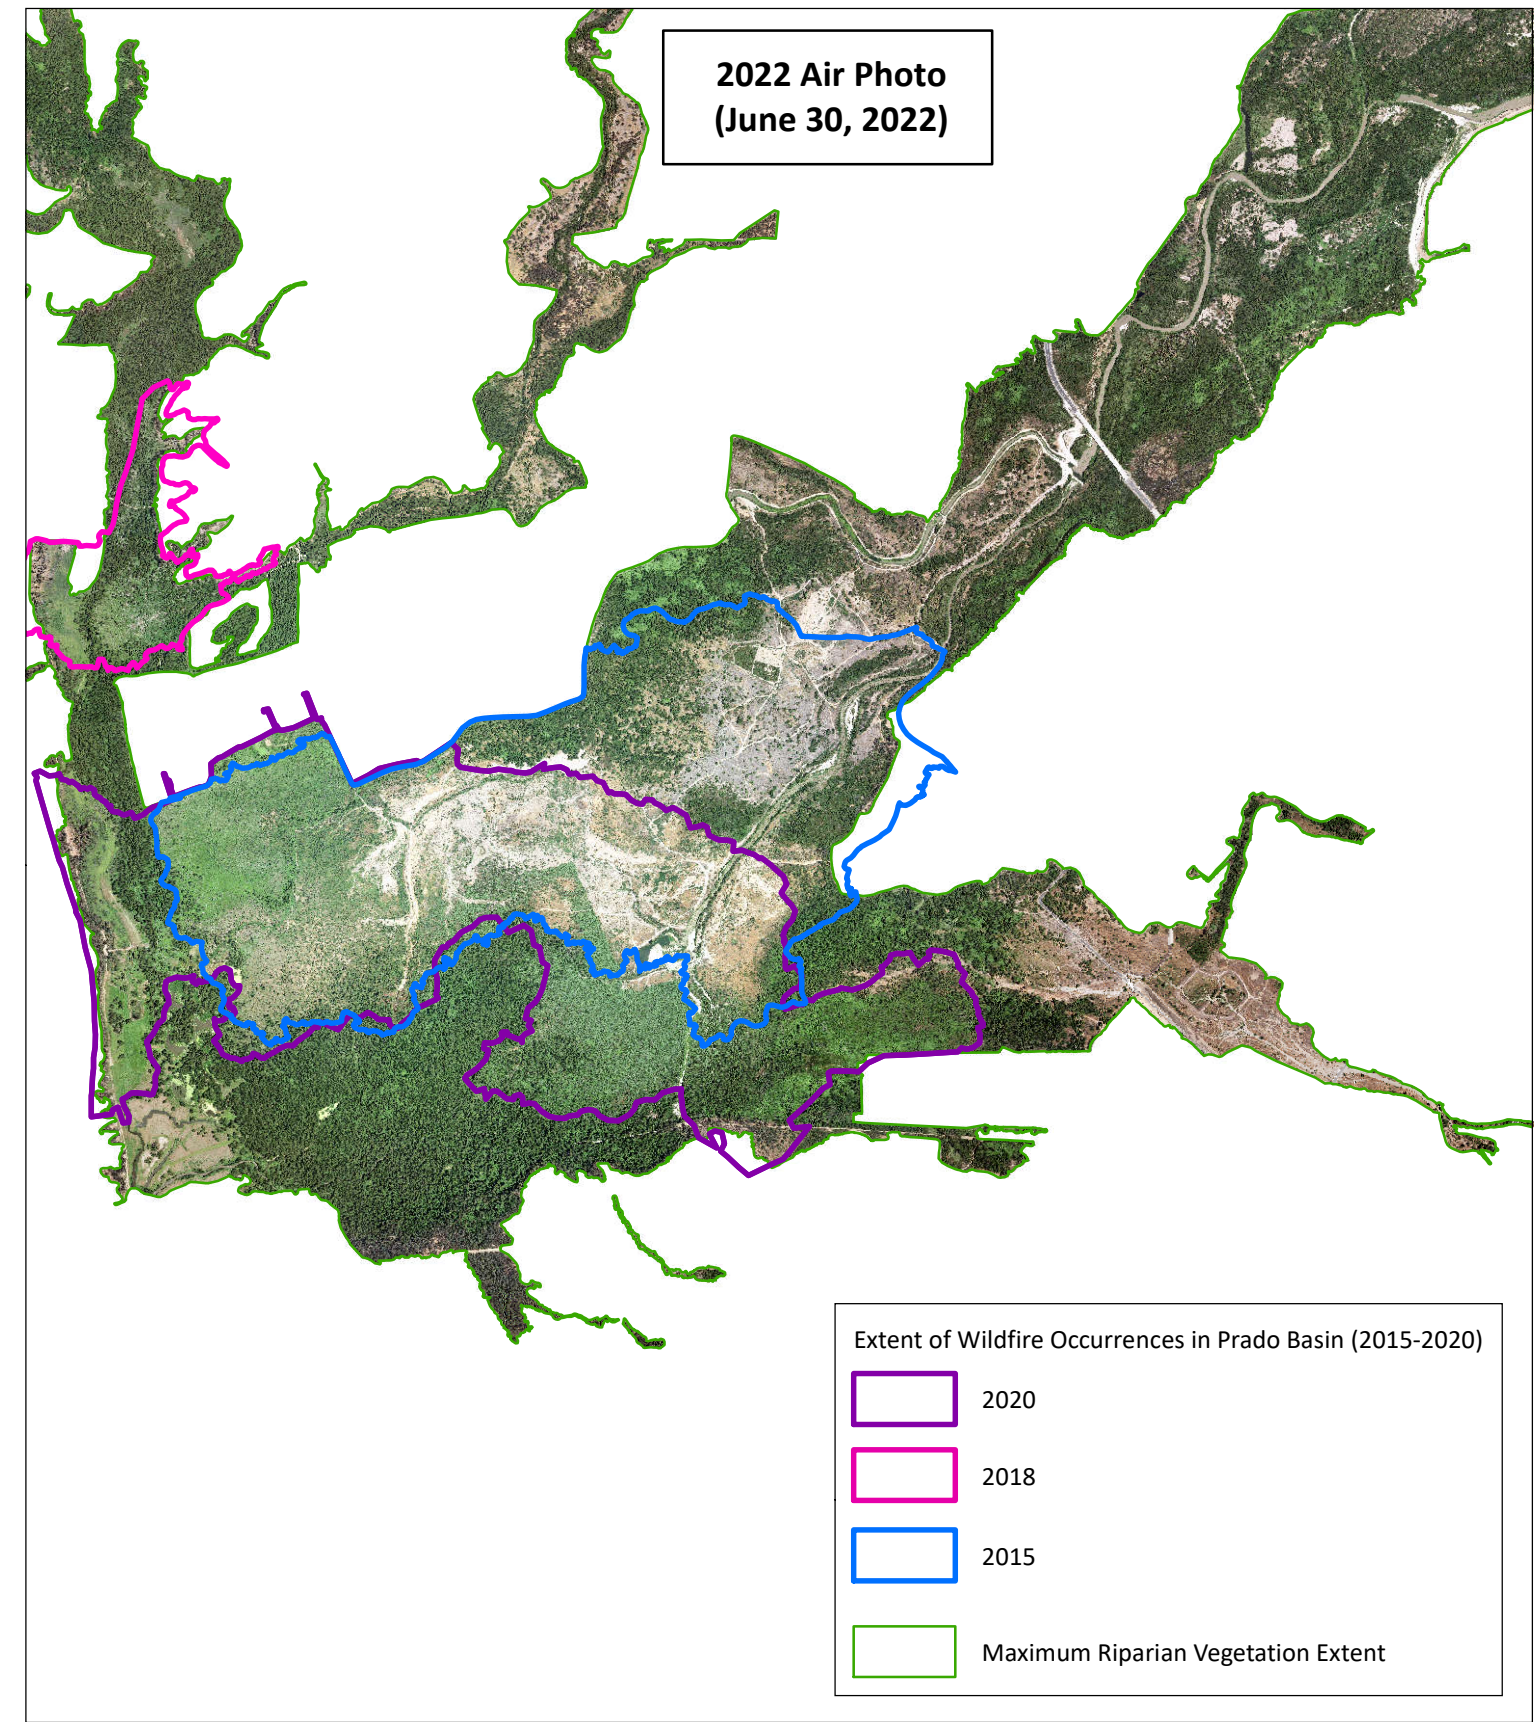 2022 Air Photo
(June 30, 2022)
Extent of Wildfire Occurrences in Prado Basin (2015-2020)
2020
2018
2015
Maximum Riparian Vegetation Extent